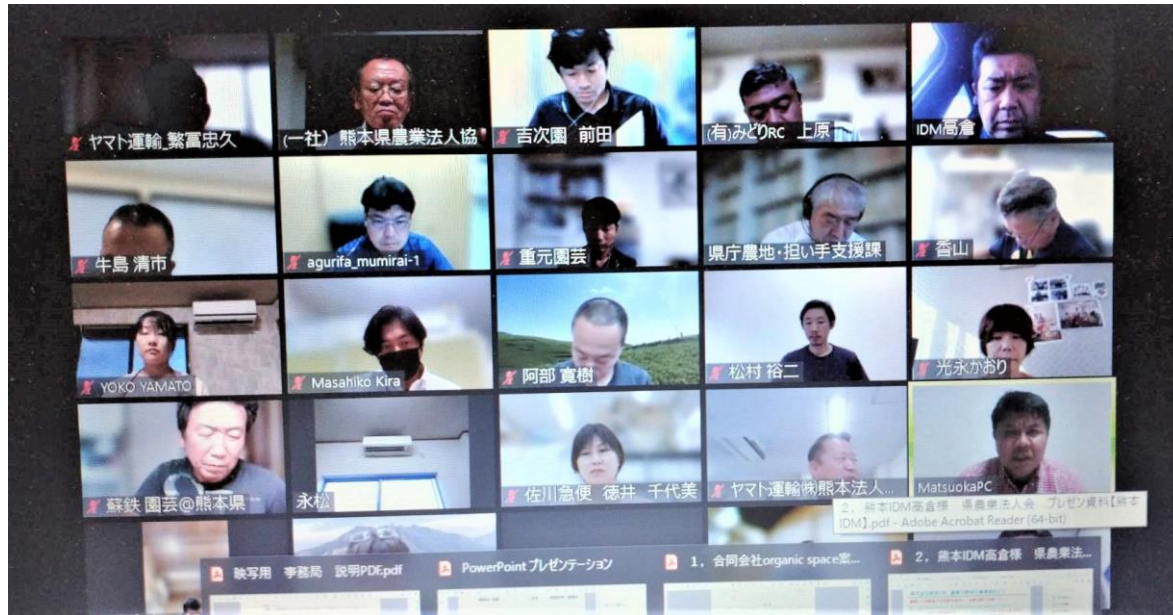 ヤマト運輸_繁冨忠久
(一社）熊本県農業法人協
吉次園 前田
(有)みどりRC 上原
IDM高倉
牛島 清市
agurifa_mumirai-1
重元園芸
県庁農地・担い手支援課
香山
YOKO YAMATO
Masahiko Kira
阿部 寛樹
松村 裕二
光永かおり
蘇鉄 園芸@熊本県
永松
佐川急便 徳井 千代美
ヤマト運輸㈱熊本法人...
MatsuokaPC
2．熊本IDM高倉様 県農業法人会 プレゼン資料【熊本
IDM】.pdf - Adobe Acrobat Reader (64-bit)
映写用 事務局 説明PDF.pdf
PowerPoint プレゼンテーション
1，合同会社organic space案...
2，熊本IDM高倉様 県農業法...